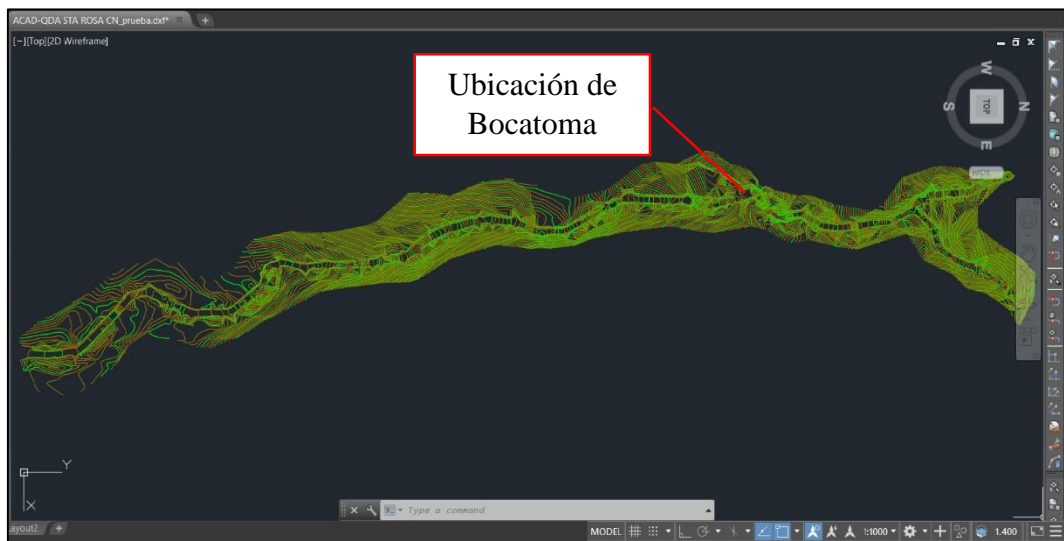 ACAD-QDA STA ROSA CN_prueba.dxf*
[−][Top][2D Wireframe]
Ubicación de
Bocatoma
W
S
TOP
N
E
WCS
Y
X
Type a command
ayout2
MODEL
1:1000
1.400